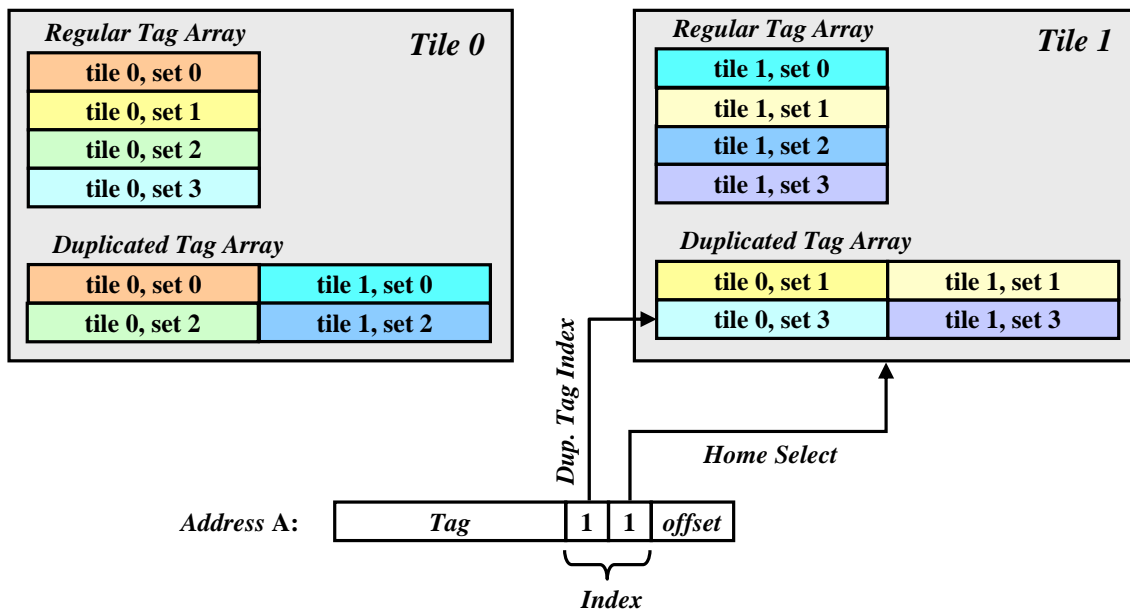 Regular Tag Array
Tile 0
tile 0, set 0
tile 0, set 1
tile 0, set 2
tile 0, set 3
Duplicated Tag Array
tile 0, set 0 tile 1, set 0
tile 0, set 2 tile 1, set 2
Regular Tag Array
Tile 1
tile 1, set 0
tile 1, set 1
tile 1, set 2
tile 1, set 3
Duplicated Tag Array
tile 0, set 1 tile 1, set 1
tile 0, set 3 tile 1, set 3
Dup. Tag Index
Home Select
Address A: Tag 1 1 offset
Index